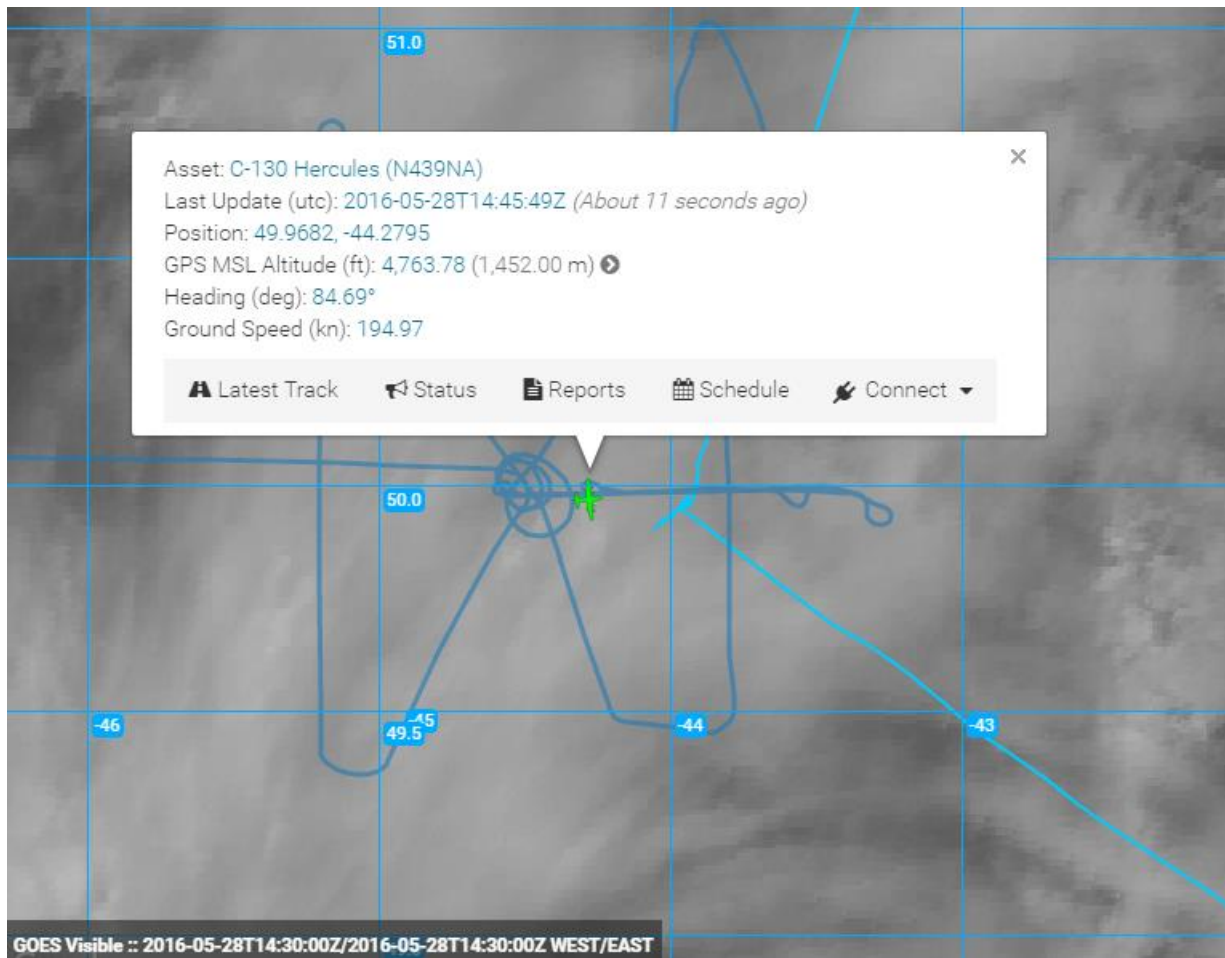 51.0
×
Asset: C-130 Hercules (N439NA)
Last Update (utc): 2016-05-28T14:45:49Z (About 11 seconds ago)
Position: 49.9682, -44.2795
GPS MSL Altitude (ft): 4,763.78 (1,452.00 m)
Heading (deg): 84.69°
Ground Speed (kn): 194.97
Latest Track Status Reports Schedule Connect
50.0
-46 -45 -44 -43
49.5
GOES Visible :: 2016-05-28T14:30:00Z/2016-05-28T14:30:00Z WEST/EAST